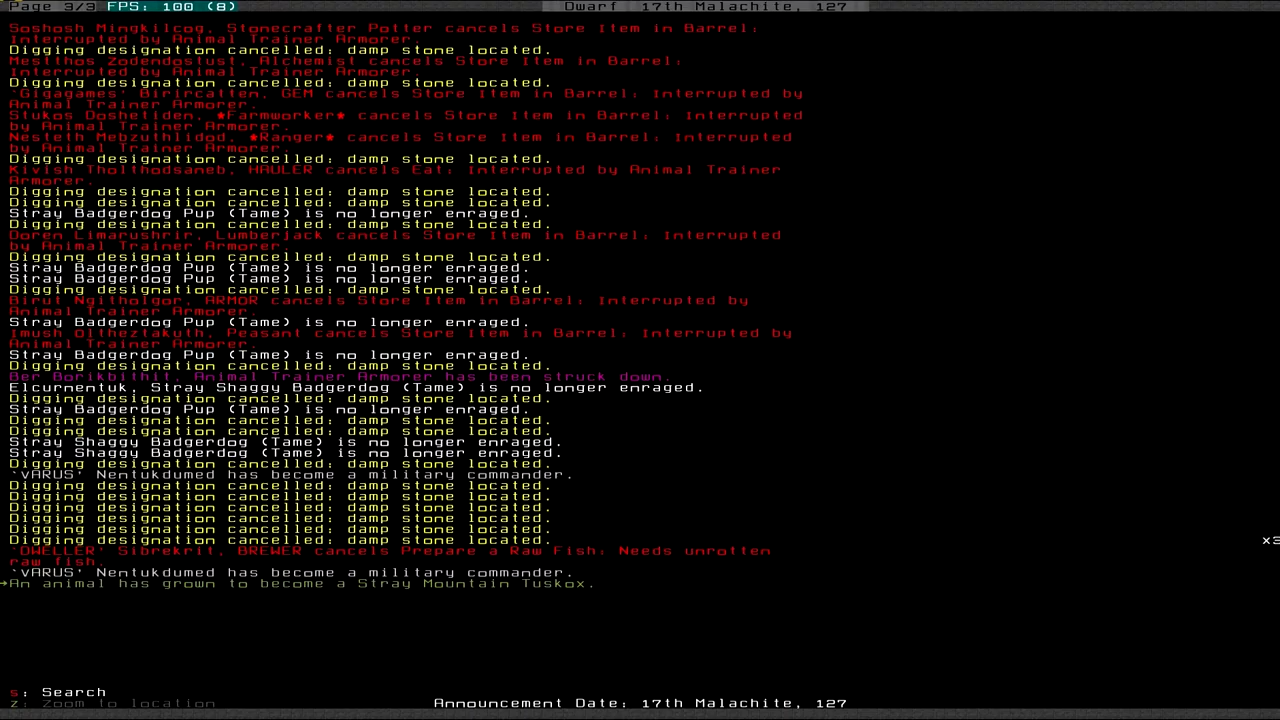 Page 3/3 FPS: 100 (8) Dwarf 17th Malachite, 127
Soshosh Mingkilcog, Stonecrafter Potter cancels Store Item in Barrel:
Interrupted by Animal Trainer Armorer.
Digging designation cancelled: damp stone located.
Mestthos Zodendostust, Alchemist cancels Store Item in Barrel:
Interrupted by Animal Trainer Armorer.
Digging designation cancelled: damp stone located.
`Gigagames' Birircatten, GEM cancels Store Item in Barrel: Interrupted by
Animal Trainer Armorer.
Stukos Doshetiden, *Farmworker* cancels Store Item in Barrel: Interrupted
by Animal Trainer Armorer.
Nesteth Mebzuthlidod, *Ranger* cancels Store Item in Barrel: Interrupted
by Animal Trainer Armorer.
Digging designation cancelled: damp stone located.
Kivish Tholthodsaneb, HAULER cancels Eat: Interrupted by Animal Trainer
Armorer.
Digging designation cancelled: damp stone located.
Digging designation cancelled: damp stone located.
Stray Badgerdog Pup (Tame) is no longer enraged.
Digging designation cancelled: damp stone located.
Doren Limarushrir, Lumberjack cancels Store Item in Barrel: Interrupted
by Animal Trainer Armorer.
Digging designation cancelled: damp stone located.
Stray Badgerdog Pup (Tame) is no longer enraged.
Stray Badgerdog Pup (Tame) is no longer enraged.
Digging designation cancelled: damp stone located.
Birut Ngitholgor, ARMOR cancels Store Item in Barrel: Interrupted by
Animal Trainer Armorer.
Stray Badgerdog Pup (Tame) is no longer enraged.
Imush Oltheztakuth, Peasant cancels Store Item in Barrel: Interrupted by
Animal Trainer Armorer.
Stray Badgerdog Pup (Tame) is no longer enraged.
Digging designation cancelled: damp stone located.
Ber Borikbithit, Animal Trainer Armorer has been struck down.
Elcurnentuk, Stray Shaggy Badgerdog (Tame) is no longer enraged.
Digging designation cancelled: damp stone located.
Stray Badgerdog Pup (Tame) is no longer enraged.
Digging designation cancelled: damp stone located.
Digging designation cancelled: damp stone located.
Stray Shaggy Badgerdog (Tame) is no longer enraged.
Stray Shaggy Badgerdog (Tame) is no longer enraged.
Digging designation cancelled: damp stone located.
`VARUS' Nentukdumed has become a military commander.
Digging designation cancelled: damp stone located.
Digging designation cancelled: damp stone located.
Digging designation cancelled: damp stone located.
Digging designation cancelled: damp stone located.
Digging designation cancelled: damp stone located.
Digging designation cancelled: damp stone located.
x3
`DWELLER' Sibrekrit, BREWER cancels Prepare a Raw Fish: Needs unrotten
raw fish.
`VARUS' Nentukdumed has become a military commander.
→An animal has grown to become a Stray Mountain Tuskox.
s: Search
z: Zoom to location Announcement Date: 17th Malachite, 127